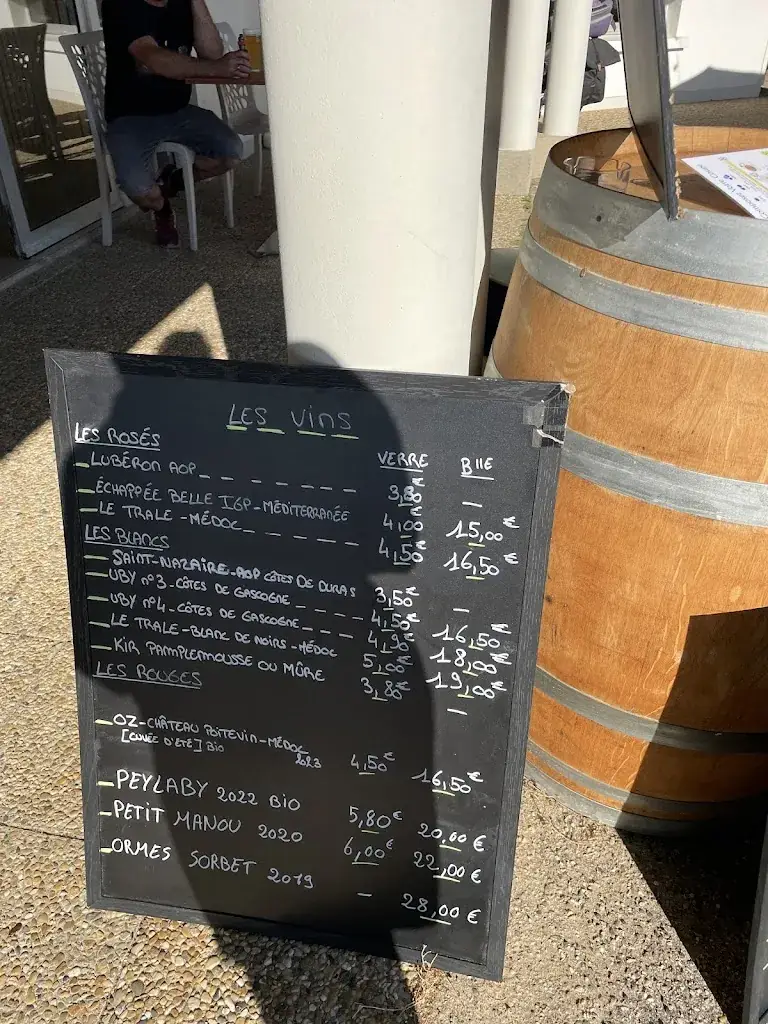 LES VINS
LES ROSÉS VERRE BllE
LUBÉRON AOP 3,80€ —
ÉCHAPPÉE BELLE IGP-MÉDITERRANÉE 4,00€ 15,00€
LE TRALE - MÉDOC 4,50€ 16,50€
LES BLANCS
SAINT-NAZAIRE-AOP CÔTES DE DURAS 3,50€ —
UBY n°3-CÔTES DE GASCOGNE 4,50€ 16,50€
UBY n°4-CÔTES DE GASCOGNE 4,90€ 18,00€
LE TRALE-BLANC DE NOIRS-MÉDOC 5,00€ 19,00€
KIR PAMPLEMOUSSE OU MÛRE 3,80€ —
LES ROUGES
OZ-CHÂTEAU POITEVIN-MÉDOC 4,50€ 16,50€
[CUVÉE D'ÉTÉ] BIO 2023
PEYLABY 2022 BIO 5,80€ 20,00€
PETIT MANOU 2020 6,00€ 22,00€
ORMES SORBET 2019 — 28,00€